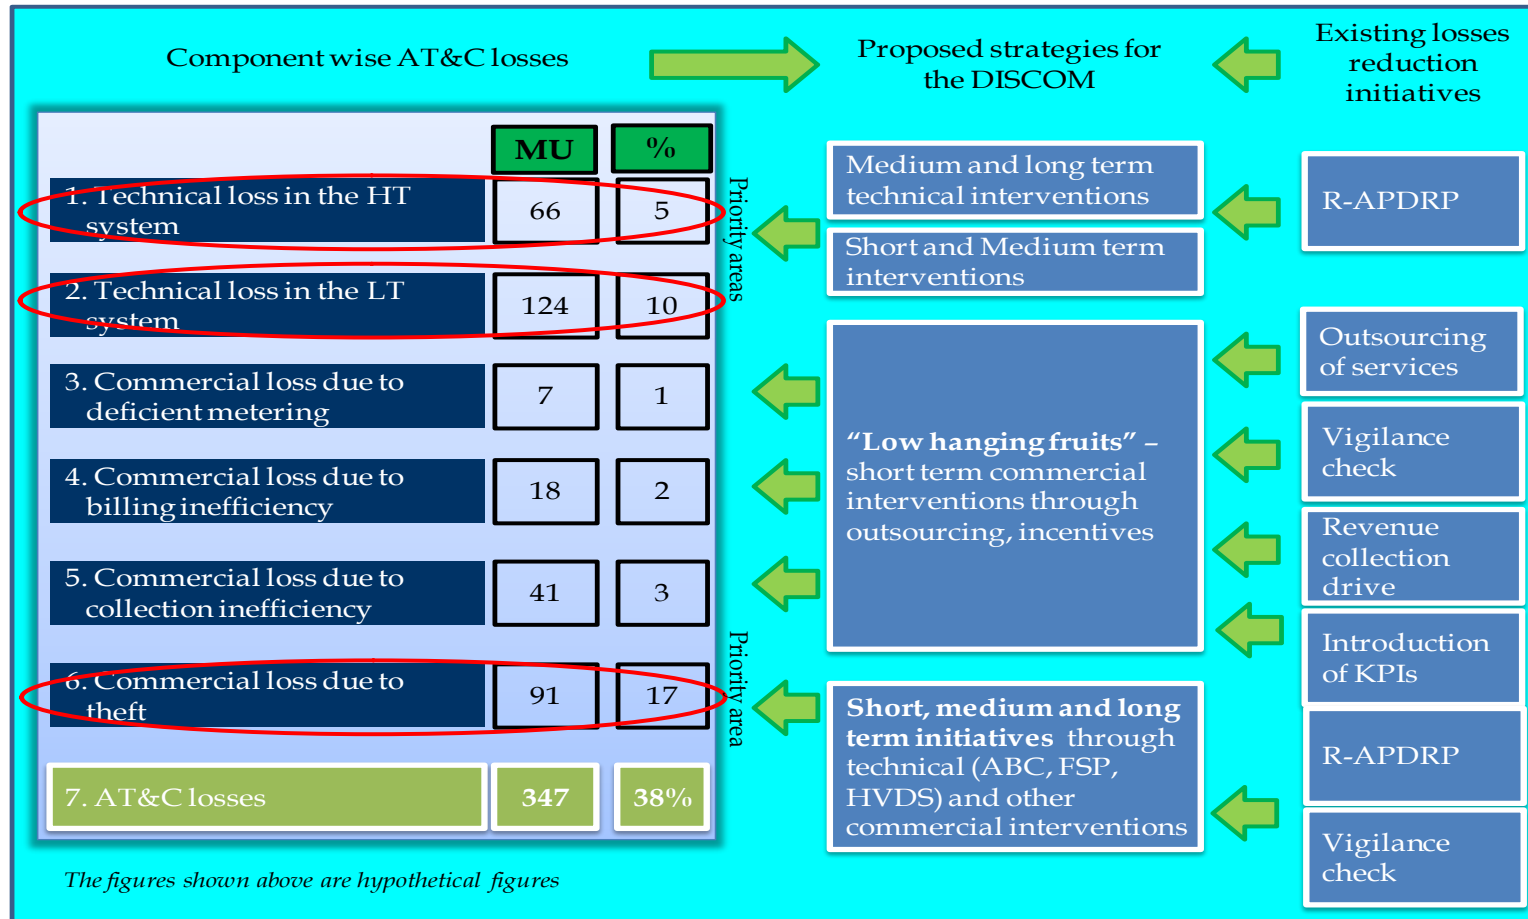 Component wise AT&C losses
Proposed strategies for
the DISCOM
Existing losses
reduction
initiatives
MU
%
1. Technical loss in the HT
system
66
5
2. Technical loss in the LT
system
124
10
3. Commercial loss due to
deficient metering
7
1
4. Commercial loss due to
billing inefficiency
18
2
5. Commercial loss due to
collection inefficiency
41
3
6. Commercial loss due to
theft
91
17
7. AT&C losses
347
38%
The figures shown above are hypothetical figures
Priority areas
Priority area
Medium and long term
technical interventions
Short and Medium term
interventions
“Low hanging fruits” –
short term commercial
interventions through
outsourcing, incentives
Short, medium and long
term initiatives through
technical (ABC, FSP,
HVDS) and other
commercial interventions
R-APDRP
Outsourcing
of services
Vigilance
check
Revenue
collection
drive
Introduction
of KPIs
R-APDRP
Vigilance
check